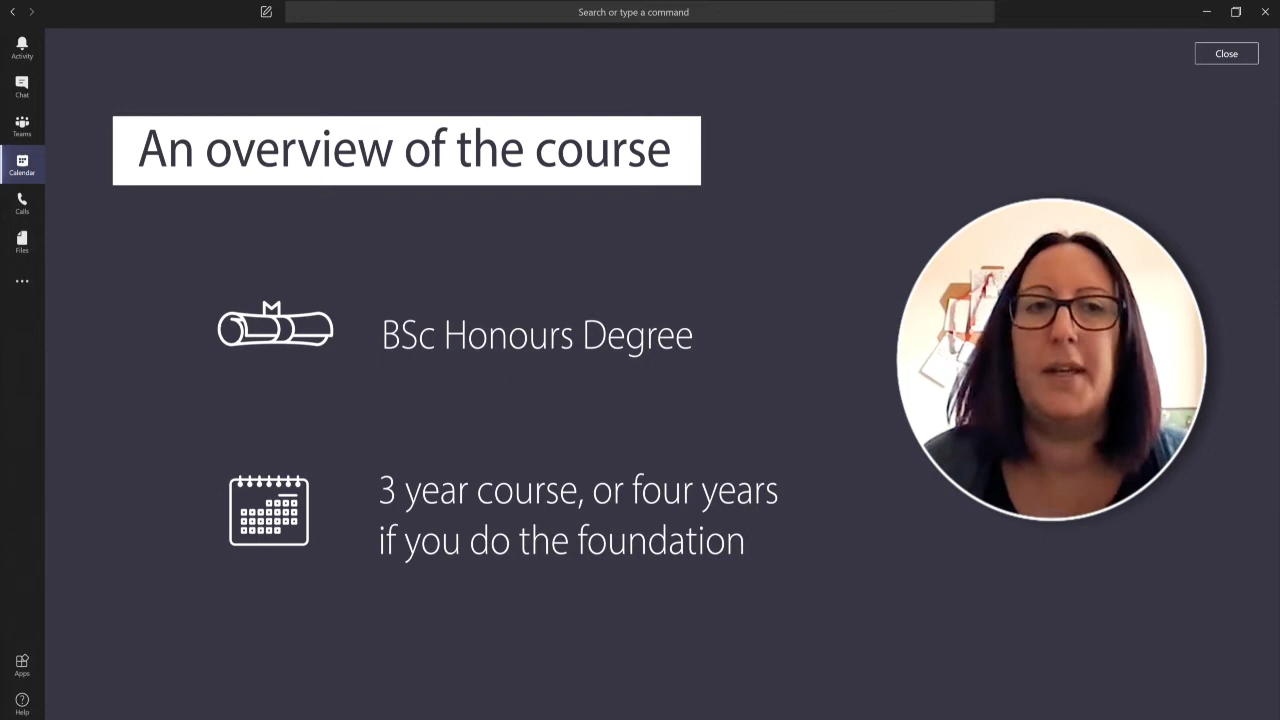 Search or type a command
Activity
Chat
Teams
Calendar
Calls
Files
Apps
Help
Close
An overview of the course
BSc Honours Degree
3 year course, or four years
if you do the foundation